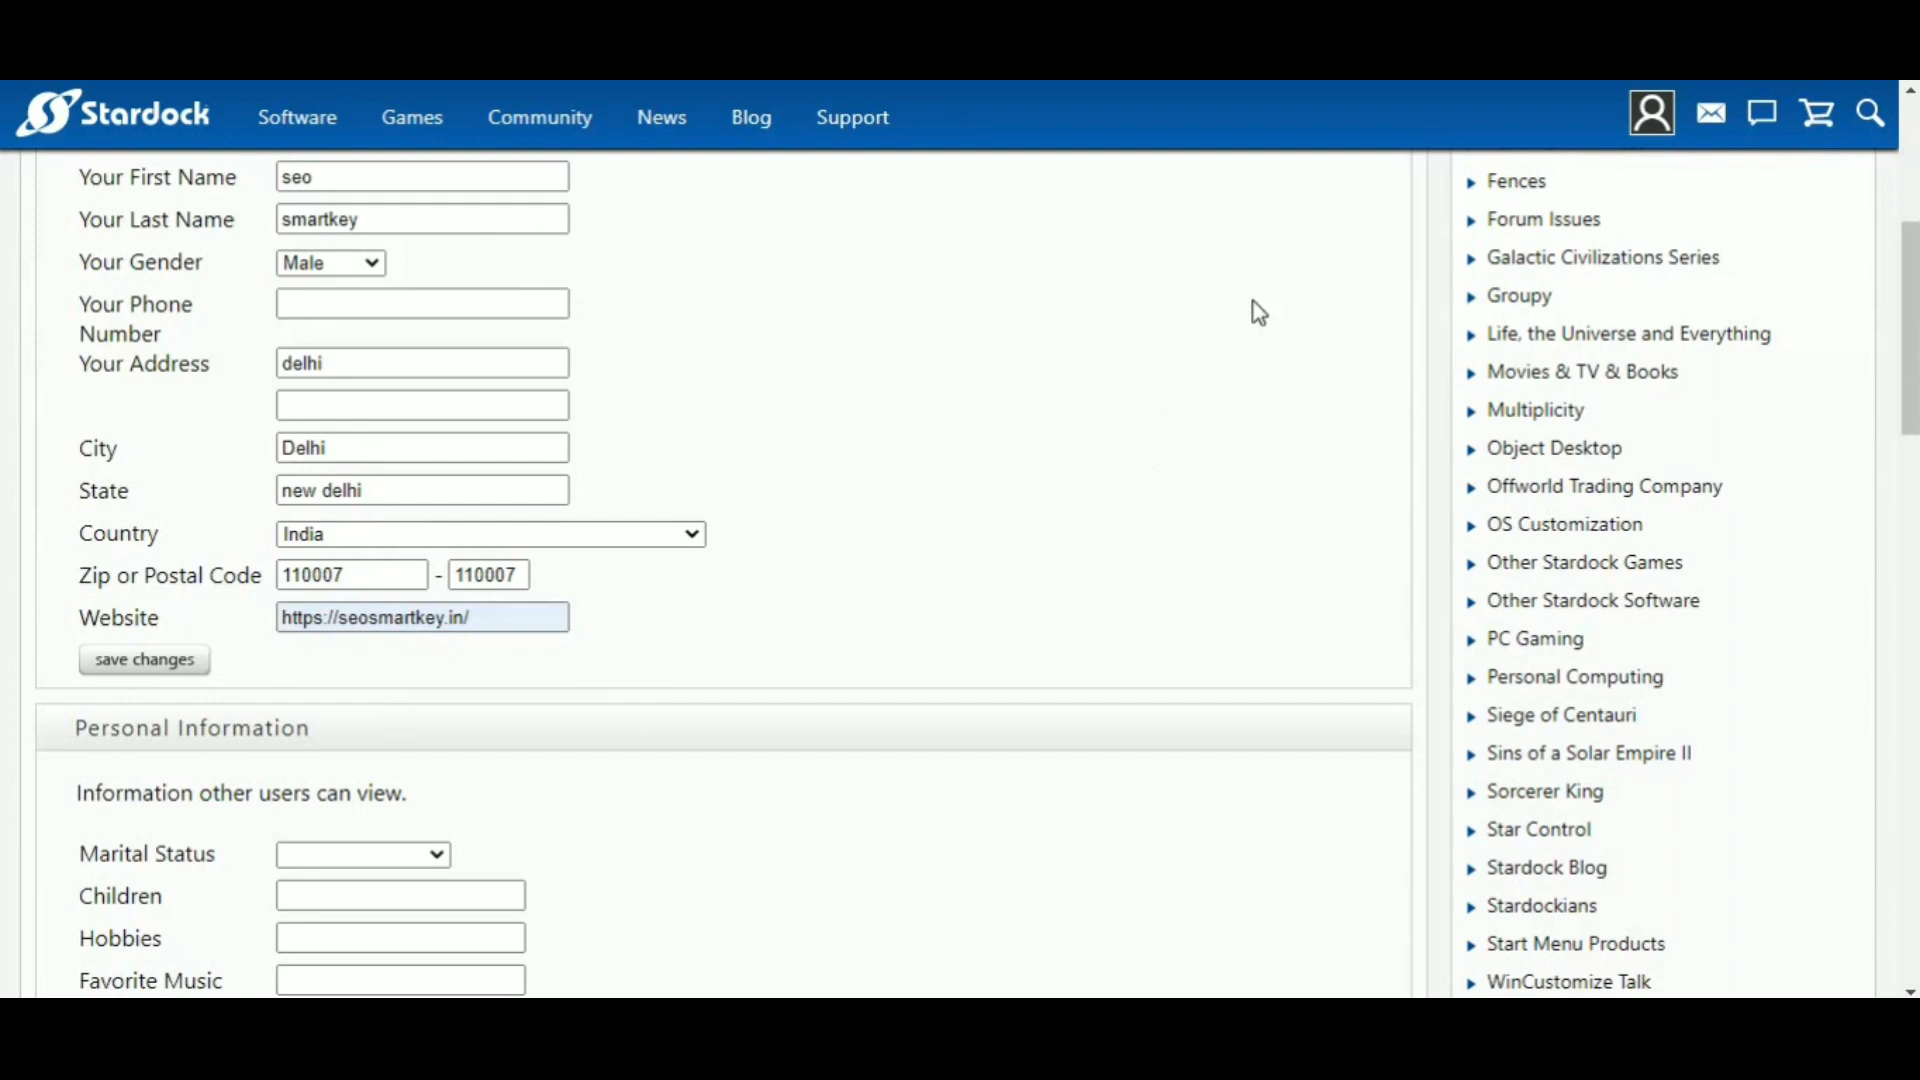 Stardock
Software Games Community News Blog Support
Your First Name seo
Your Last Name smartkey
Your Gender Male
Your Phone
Number
Your Address delhi
City Delhi
State new delhi
Country India
Zip or Postal Code 110007 - 110007
Website https://seosmartkey.in/
save changes
Personal Information
Information other users can view.
Marital Status
Children
Hobbies
Favorite Music
Fences
Forum Issues
Galactic Civilizations Series
Groupy
Life, the Universe and Everything
Movies & TV & Books
Multiplicity
Object Desktop
Offworld Trading Company
OS Customization
Other Stardock Games
Other Stardock Software
PC Gaming
Personal Computing
Siege of Centauri
Sins of a Solar Empire II
Sorcerer King
Star Control
Stardock Blog
Stardockians
Start Menu Products
WinCustomize Talk